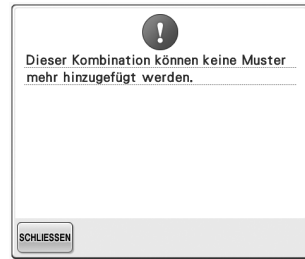 Dieser Kombination können keine Muster
mehr hinzugefügt werden.
SCHLIESSEN